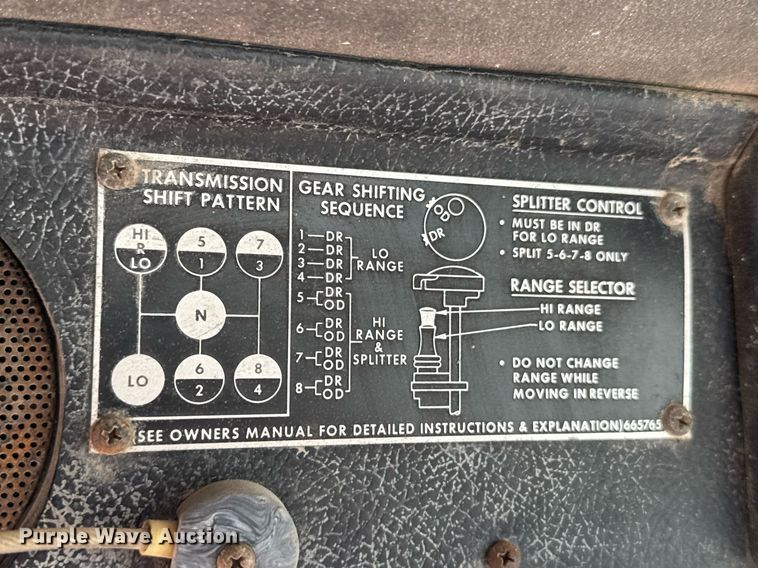 TRANSMISSION
SHIFT PATTERN
HI
R
LO
5
1
7
3
N
LO
6
2
8
4
GEAR SHIFTING
SEQUENCE
1 DR
2 DR
3 DR
4 DR
LO
RANGE
5 DR
OD
6 DR
OD
7 DR
OD
8 DR
OD
HI
RANGE
&
SPLITTER
OD
DR
SPLITTER CONTROL
• MUST BE IN DR
FOR LO RANGE
• SPLIT 5-6-7-8 ONLY
RANGE SELECTOR
HI RANGE
LO RANGE
• DO NOT CHANGE
RANGE WHILE
MOVING IN REVERSE
(SEE OWNERS MANUAL FOR DETAILED INSTRUCTIONS & EXPLANATION) 665765
Purple Wave Auction